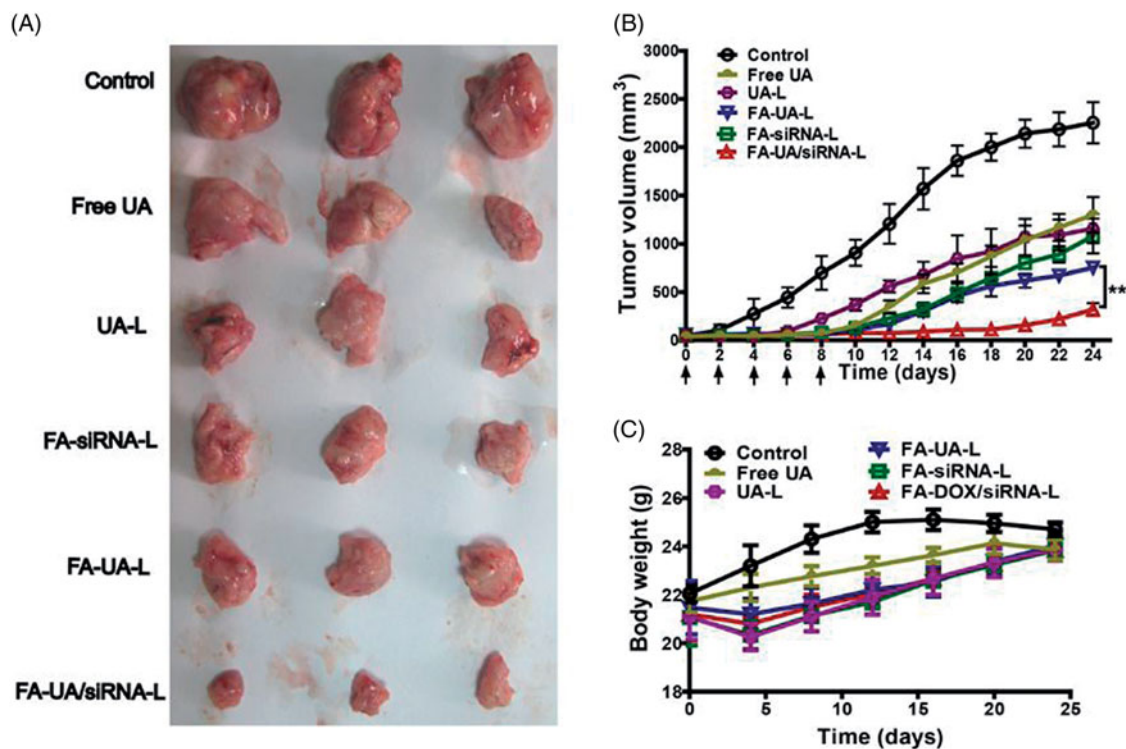 (A)
Control
Free UA
UA-L
FA-siRNA-L
FA-UA-L
FA-UA/siRNA-L
(B)
Tumor volume (mm³)
3000
2500
2000
1500
1000
500
0
Control
Free UA
UA-L
FA-UA-L
FA-siRNA-L
FA-UA/siRNA-L
**
0 2 4 6 8 10 12 14 16 18 20 22 24
Time (days)
(C)
Body weight (g)
28
26
24
22
20
18
Control
Free UA
UA-L
FA-UA-L
FA-siRNA-L
FA-DOX/siRNA-L
0 5 10 15 20 25
Time (days)